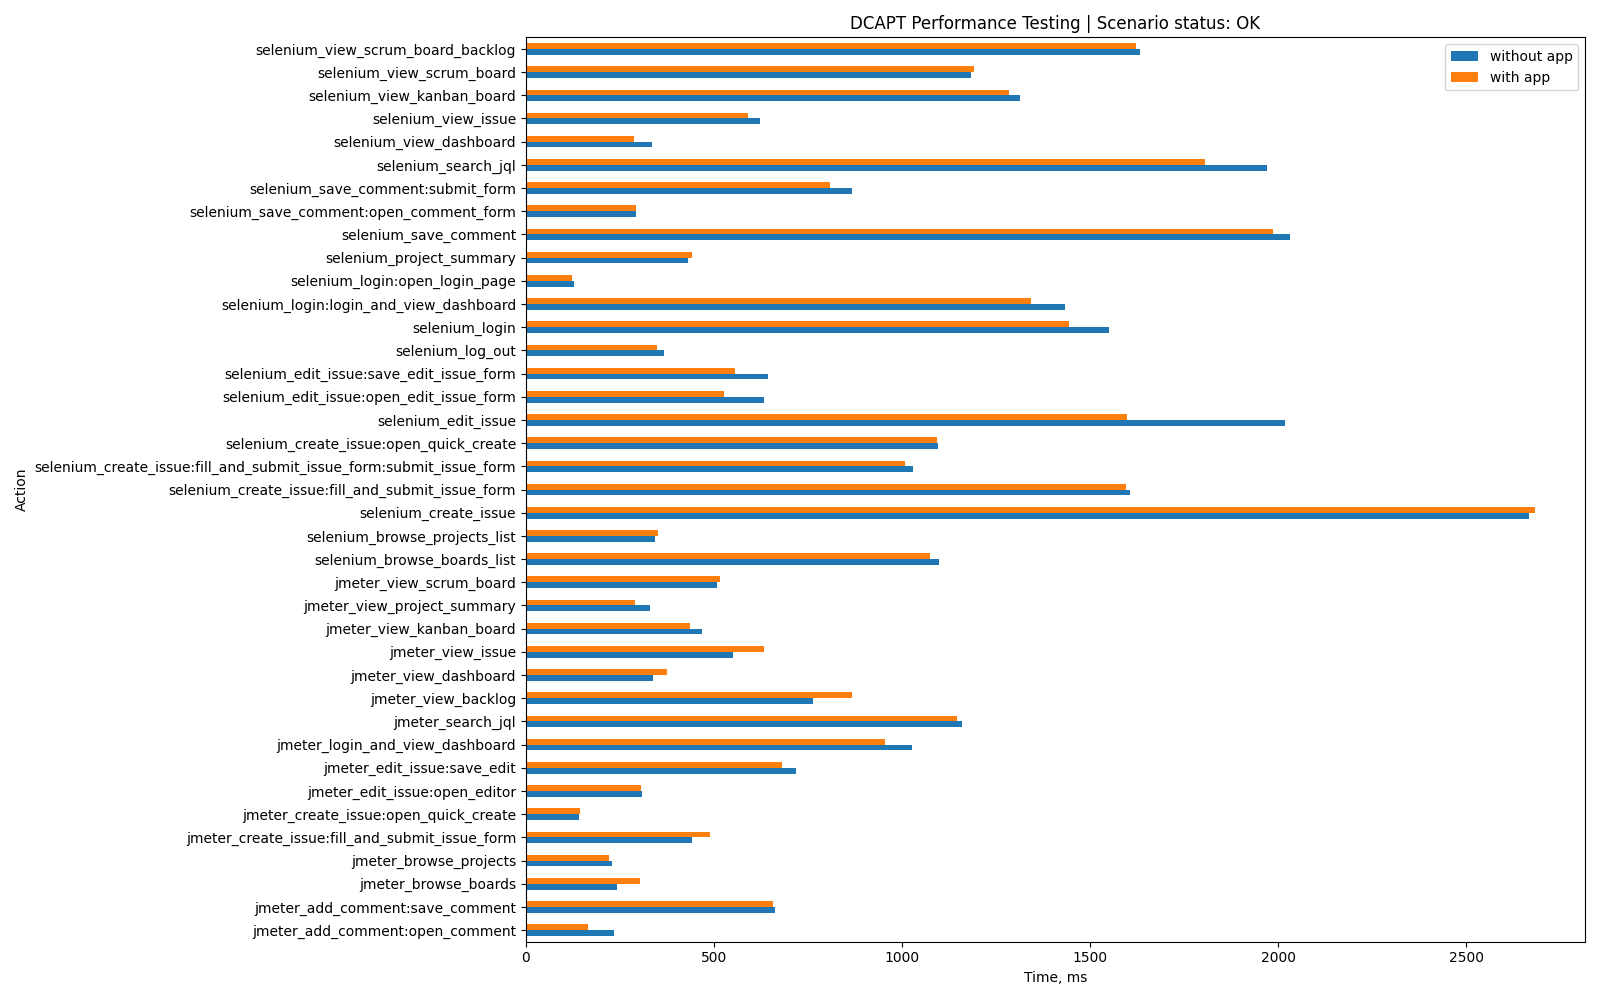 DCAPT Performance Testing | Scenario status: OK
without app
with app
Action
selenium_view_scrum_board_backlog
selenium_view_scrum_board
selenium_view_kanban_board
selenium_view_issue
selenium_view_dashboard
selenium_search_jql
selenium_save_comment:submit_form
selenium_save_comment:open_comment_form
selenium_save_comment
selenium_project_summary
selenium_login:open_login_page
selenium_login:login_and_view_dashboard
selenium_login
selenium_log_out
selenium_edit_issue:save_edit_issue_form
selenium_edit_issue:open_edit_issue_form
selenium_edit_issue
selenium_create_issue:open_quick_create
selenium_create_issue:fill_and_submit_issue_form:submit_issue_form
selenium_create_issue:fill_and_submit_issue_form
selenium_create_issue
selenium_browse_projects_list
selenium_browse_boards_list
jmeter_view_scrum_board
jmeter_view_project_summary
jmeter_view_kanban_board
jmeter_view_issue
jmeter_view_dashboard
jmeter_view_backlog
jmeter_search_jql
jmeter_login_and_view_dashboard
jmeter_edit_issue:save_edit
jmeter_edit_issue:open_editor
jmeter_create_issue:open_quick_create
jmeter_create_issue:fill_and_submit_issue_form
jmeter_browse_projects
jmeter_browse_boards
jmeter_add_comment:save_comment
jmeter_add_comment:open_comment
0 500 1000 1500 2000 2500
Time, ms